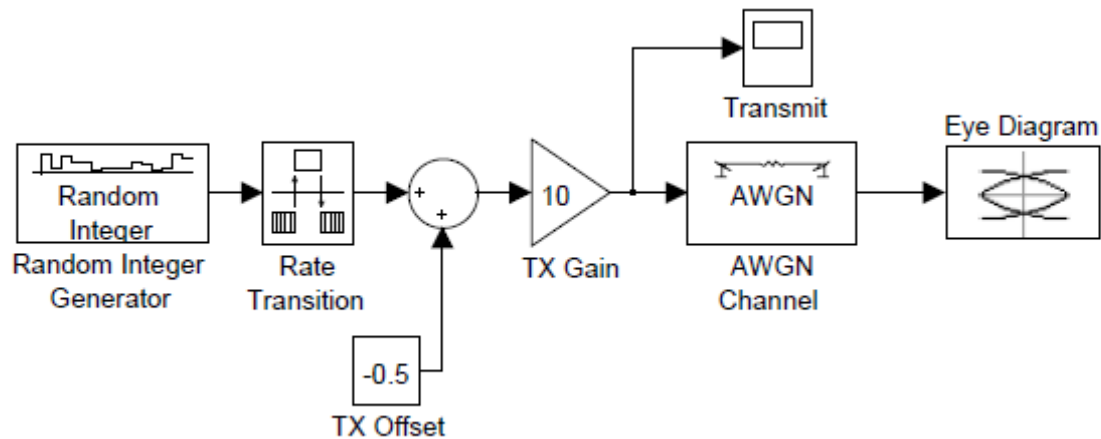 Transmit
Eye Diagram
Random
Integer
Random Integer
Generator
Rate
Transition
+
+
10
TX Gain
AWGN
AWGN
Channel
-0.5
TX Offset